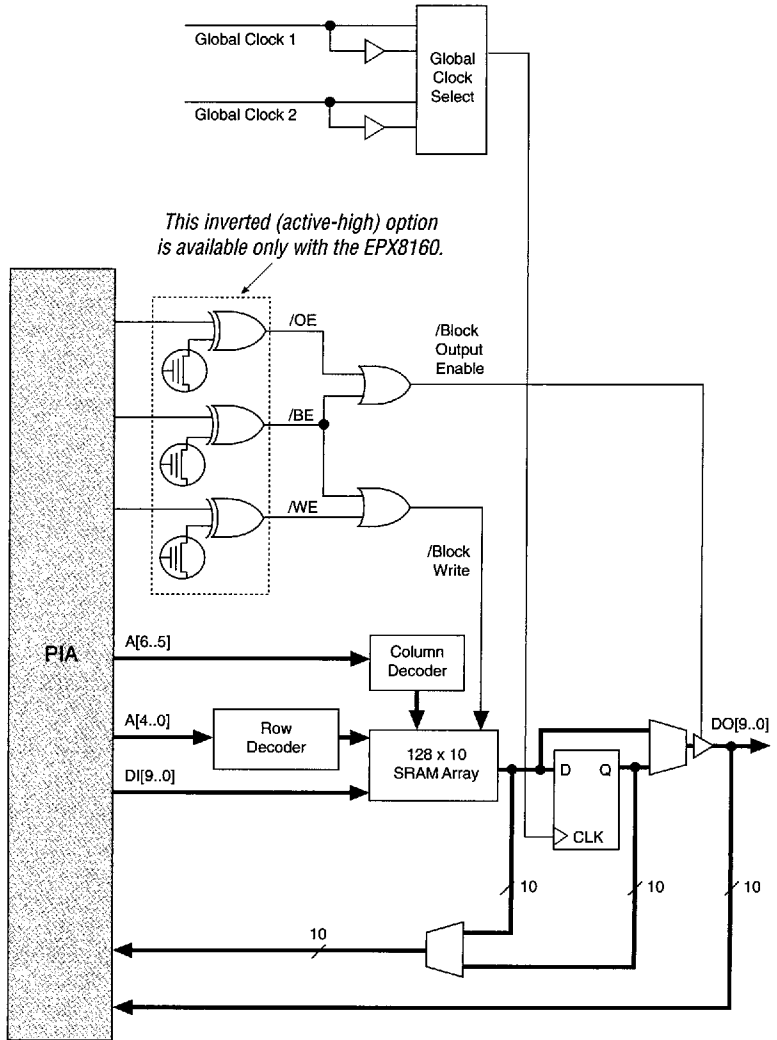 Global Clock 1
Global
Clock
Select
Global Clock 2
This inverted (active-high) option
is available only with the EPX8160.
/OE
/Block
Output
Enable
/BE
/WE
/Block
Write
PIA
A[6..5]
Column
Decoder
A[4..0]
Row
Decoder
DO[9..0]
128 x 10
SRAM Array
DI[9..0]
D
Q
CLK
10
10
10
10